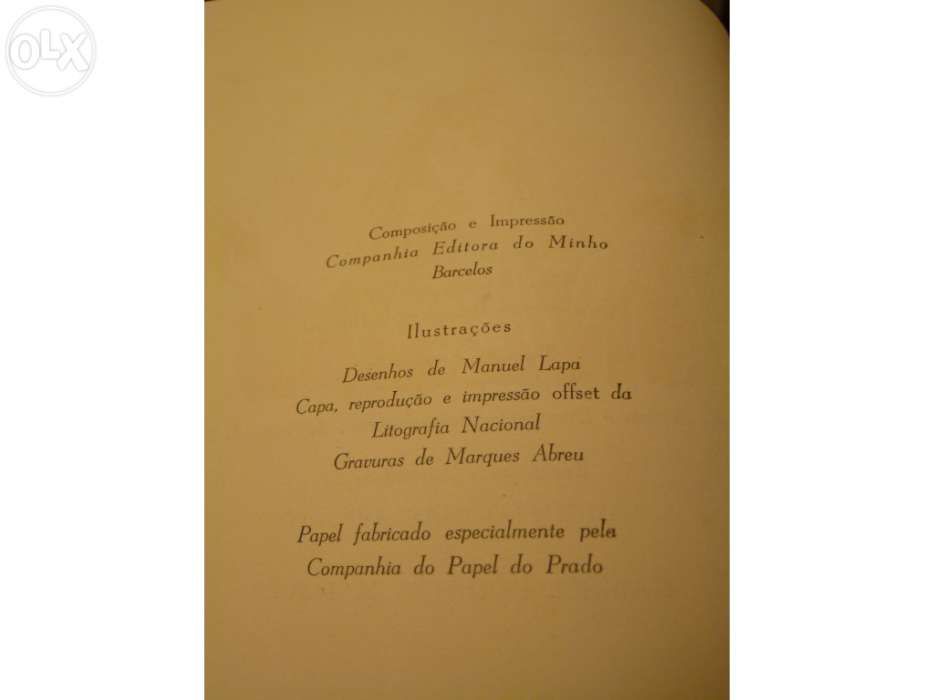 OLX
Composição e Impressão
Companhia Editora do Minho
Barcelos
Ilustrações
Desenhos de Manuel Lapa
Capa, reprodução e impressão offset da
Litografia Nacional
Gravuras de Marques Abreu
Papel fabricado especialmente pela
Companhia do Papel do Prado